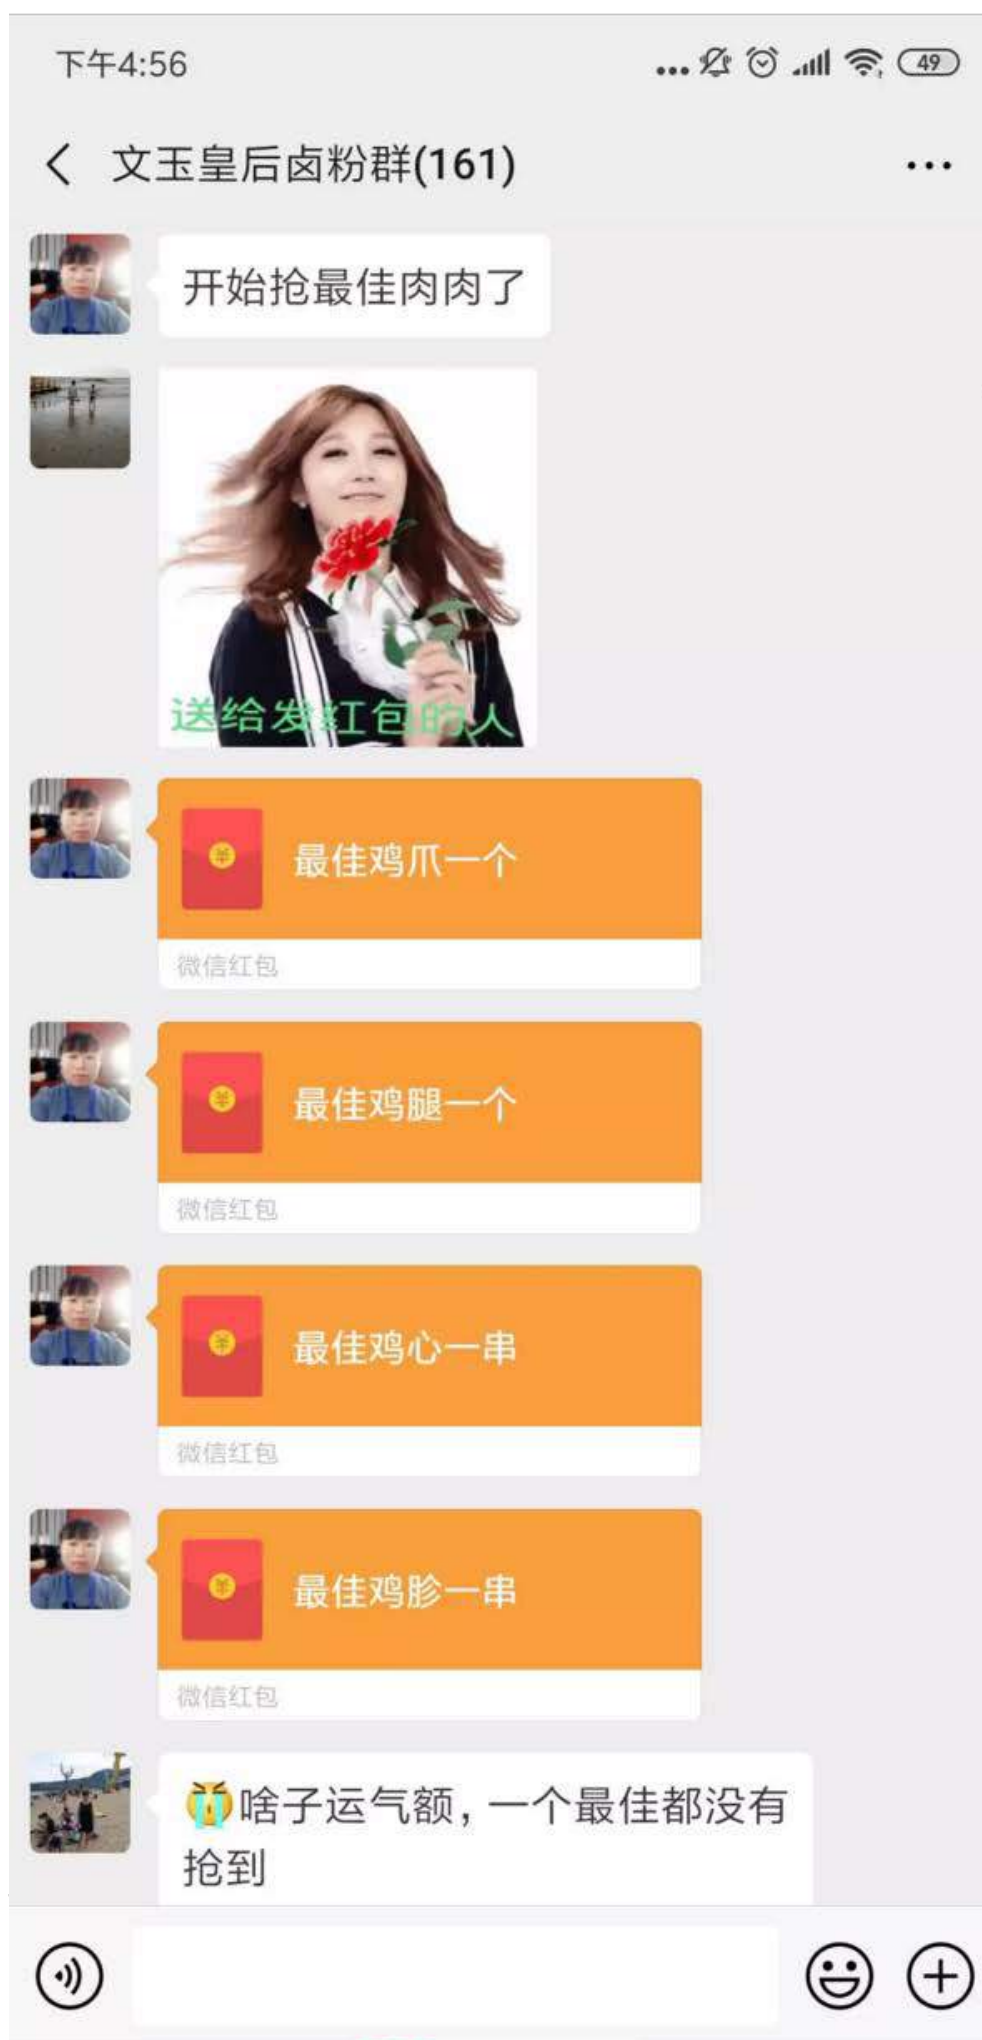 下午4:56
49
文玉皇后卤粉群(161)
开始抢最佳肉肉了
送给发红包的人
最佳鸡爪一个
微信红包
最佳鸡腿一个
微信红包
最佳鸡心一串
微信红包
最佳鸡胗一串
微信红包
啥子运气额，一个最佳都没有
抢到